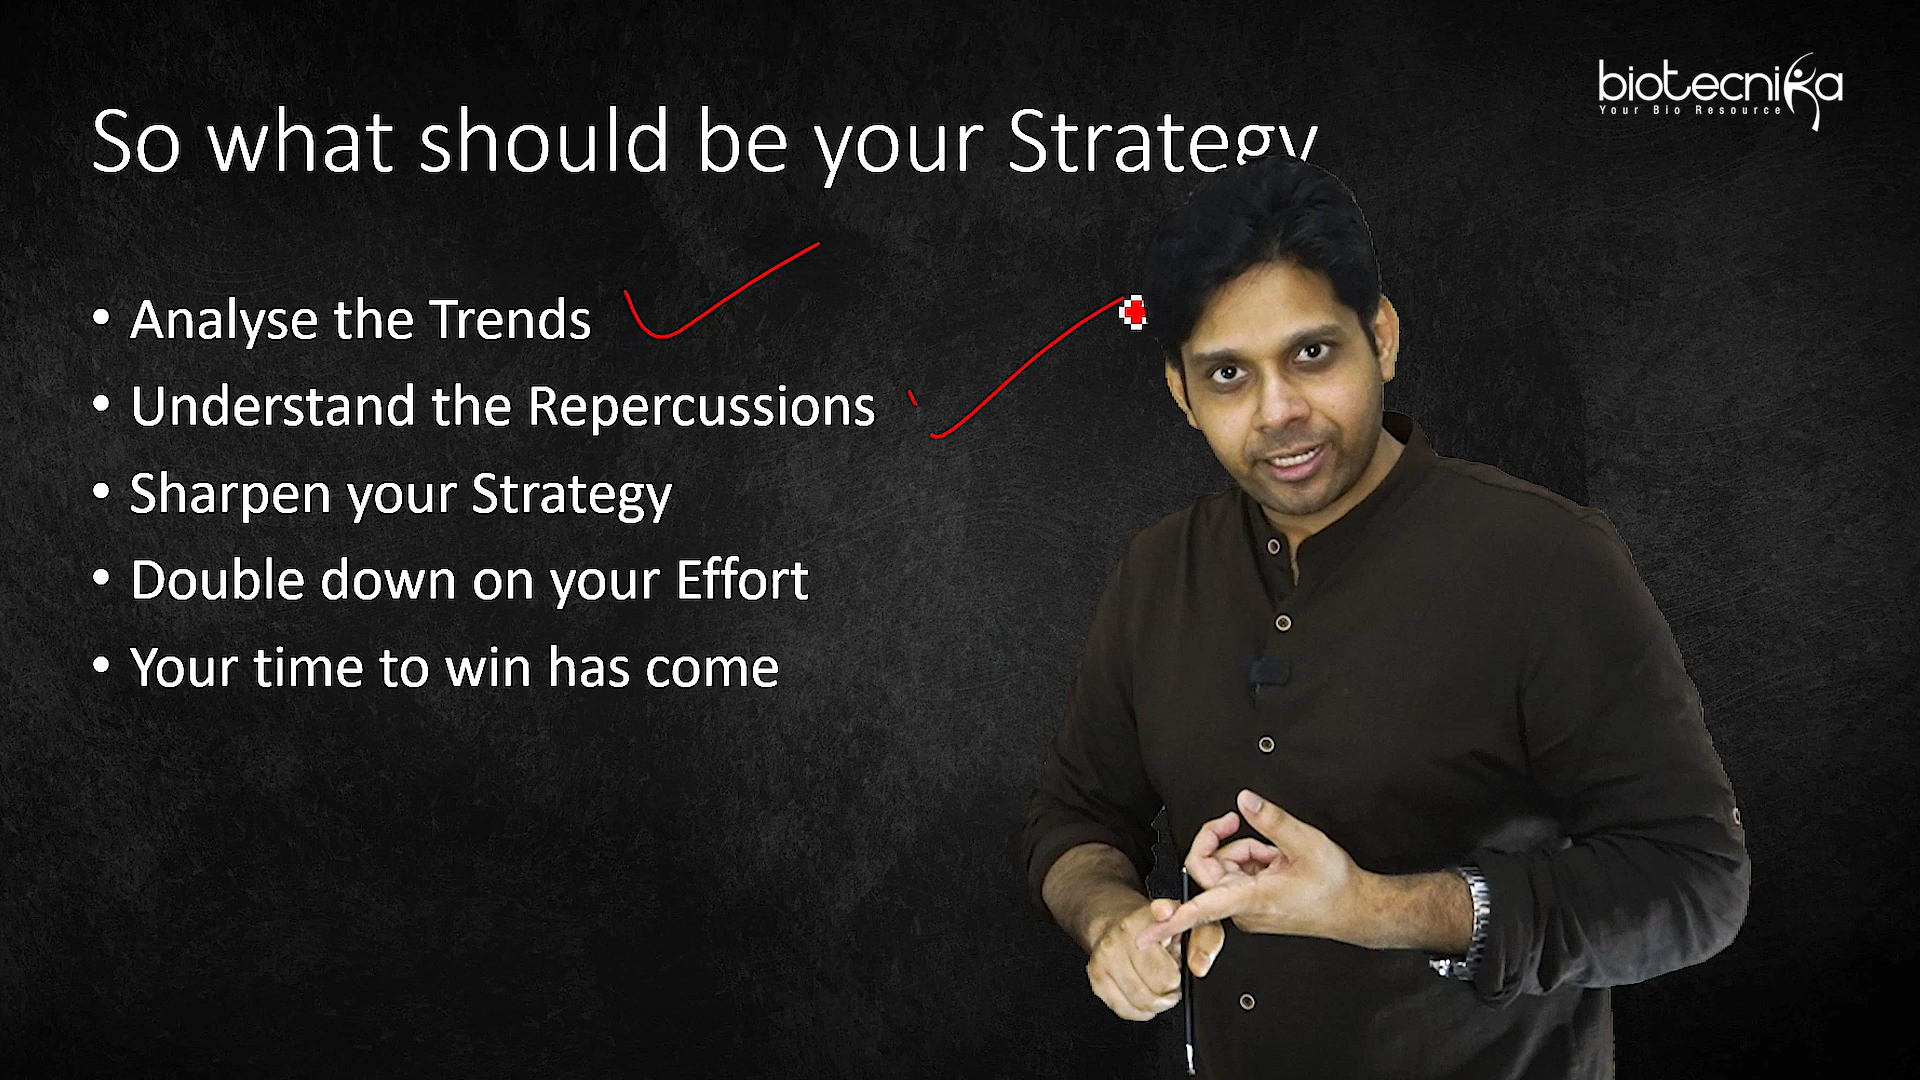 biotecnika
Your Bio Resource
So what should be your Strategy
• Analyse the Trends
• Understand the Repercussions
• Sharpen your Strategy
• Double down on your Effort
• Your time to win has come